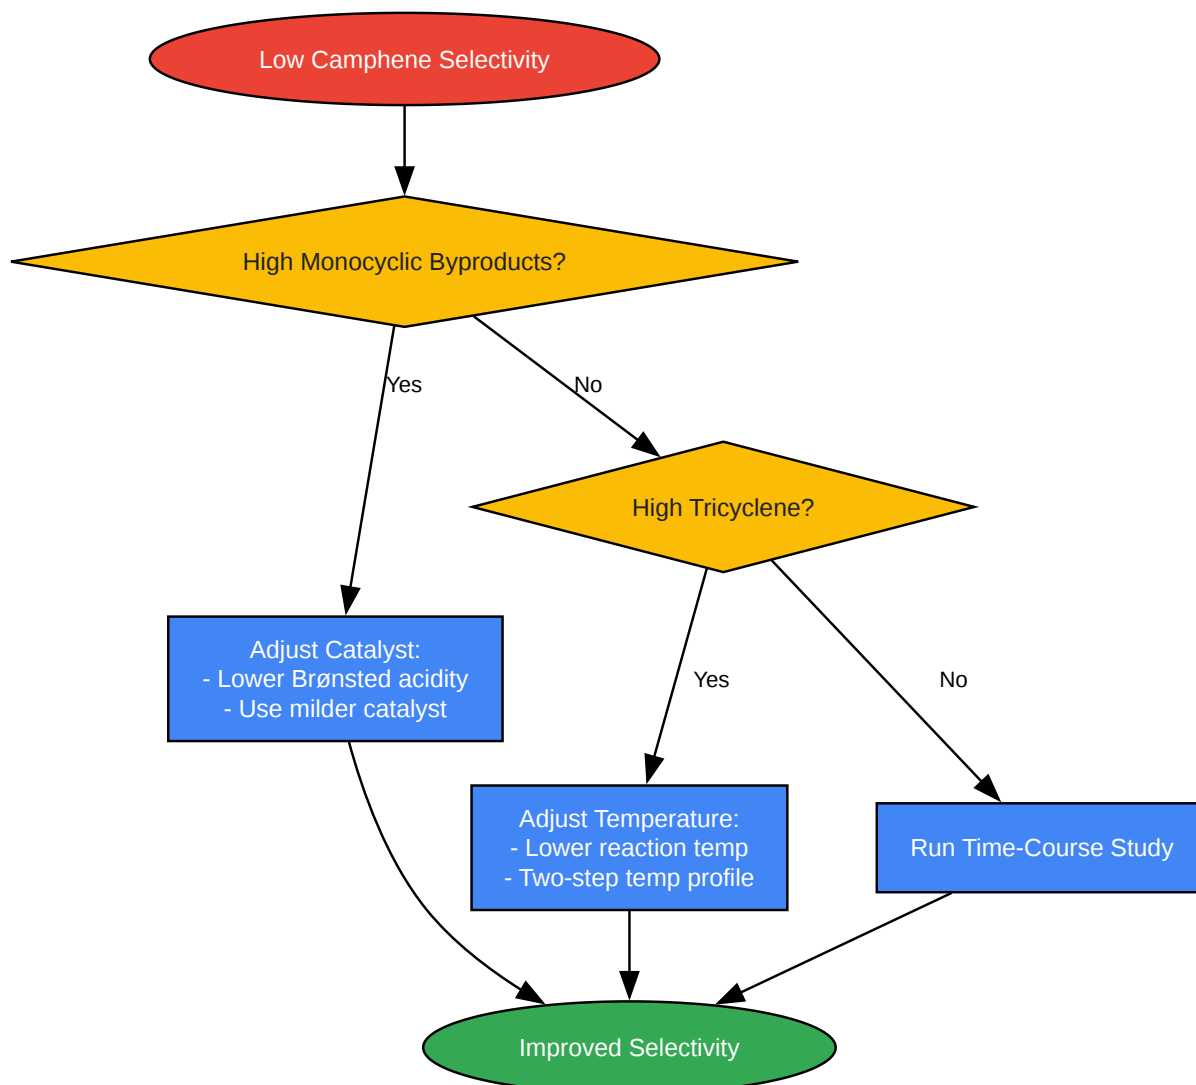 Low Camphene Selectivity
High Monocyclic Byproducts?
Yes
No
High Tricyclene?
Adjust Catalyst:
- Lower Brønsted acidity
- Use milder catalyst
Yes
No
Adjust Temperature:
- Lower reaction temp
- Two-step temp profile
Run Time-Course Study
Improved Selectivity